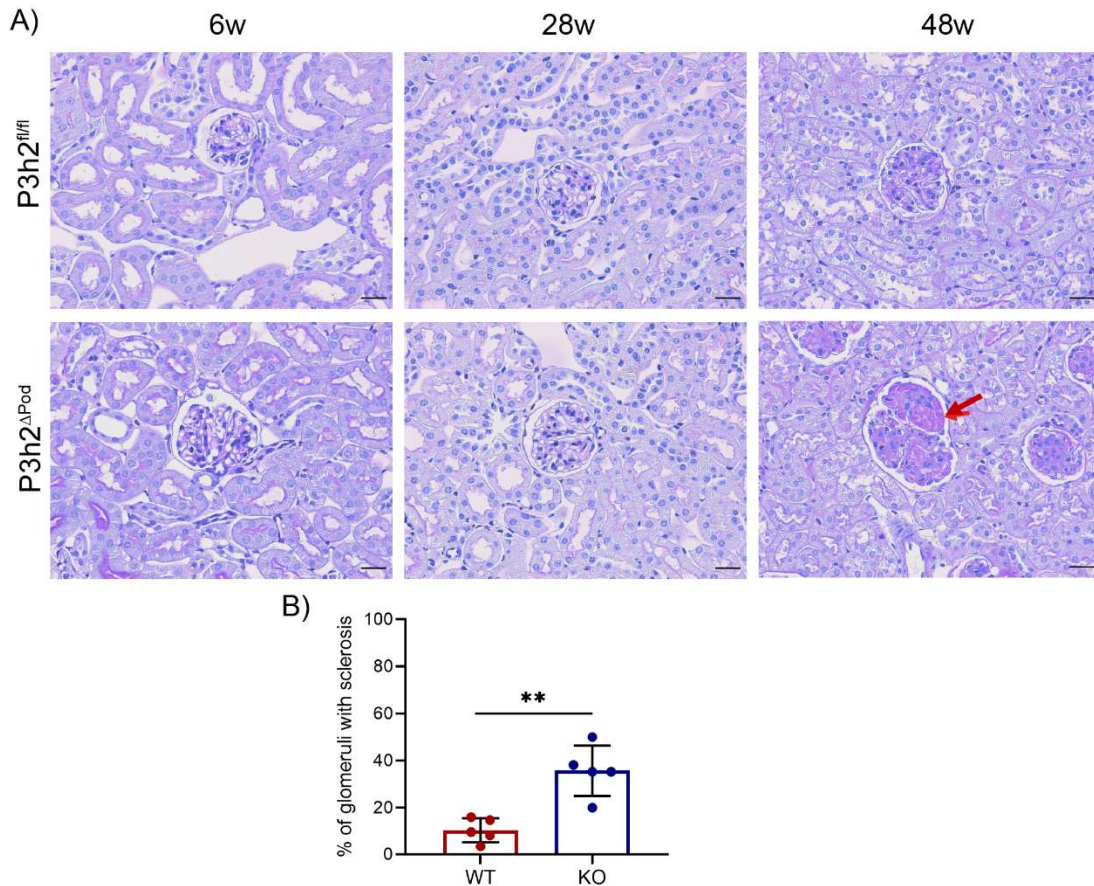 A)
6w
28w
48w
P3h2fl/fl
P3h2ΔPod
B)
% of glomeruli with sclerosis
100
80
60
40
20
0
**
WT
KO